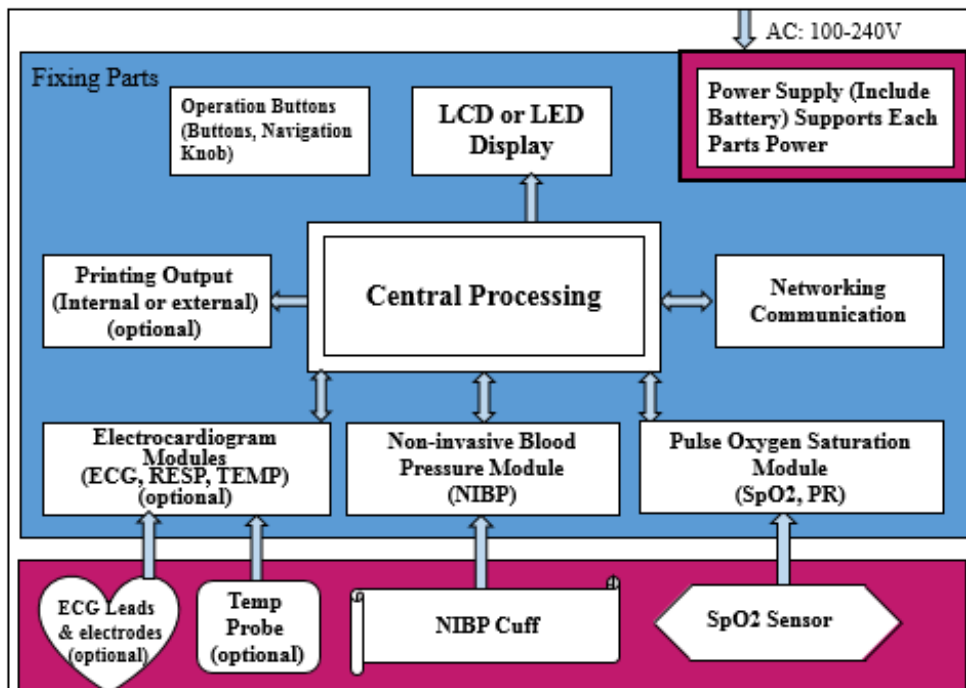 AC: 100-240V
Fixing Parts
Operation Buttons
(Buttons, Navigation
Knob)
LCD or LED
Display
Power Supply (Include
Battery) Supports Each
Parts Power
Printing Output
(Internal or external)
(optional)
Central Processing
Networking
Communication
Electrocardiogram
Modules
(ECG, RESP, TEMP)
(optional)
Non-invasive Blood
Pressure Module
(NIBP)
Pulse Oxygen Saturation
Module
(SpO2, PR)
ECG Leads
& electrodes
(optional)
Temp
Probe
(optional)
NIBP Cuff
SpO2 Sensor